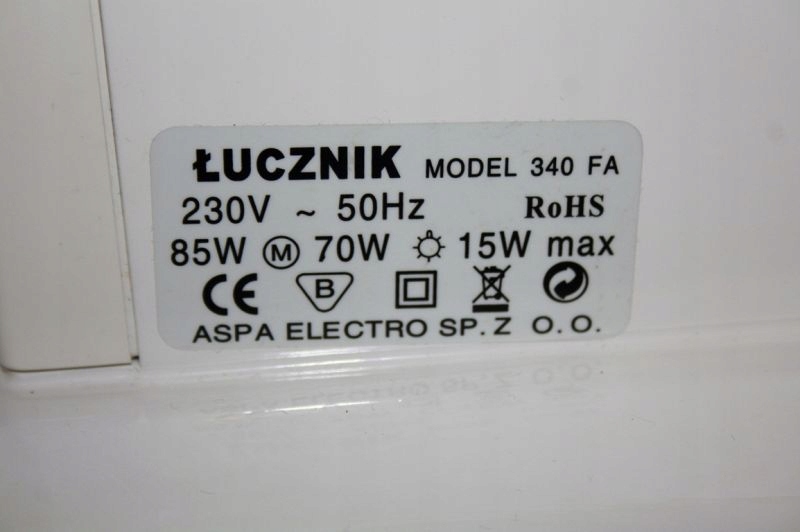 ŁUCZNIK MODEL 340 FA
230V ~ 50Hz RoHS
85W M 70W 15W max
CE B
ASPA ELECTRO SP. Z O. O.